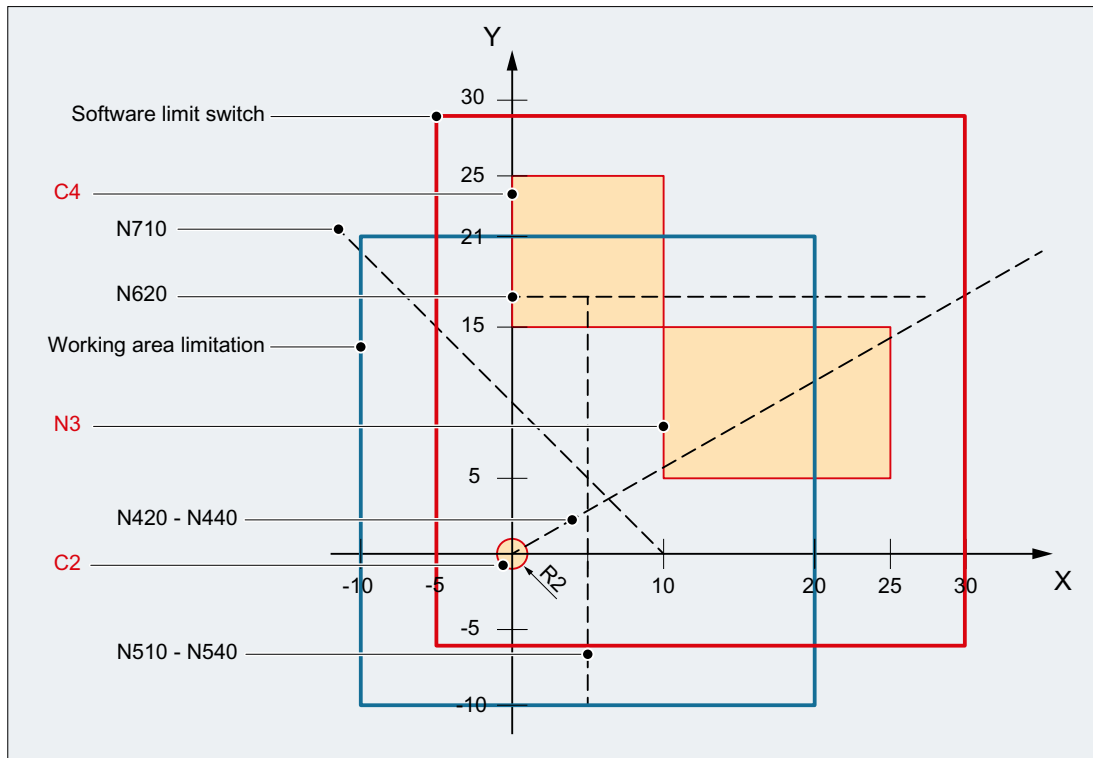 Y
30
Software limit switch
C4
25
N710
21
N620
15
Working area limitation
N3
5
N420 - N440
C2
R2
-10
-5
10
20
25
30
X
-5
N510 - N540
-10